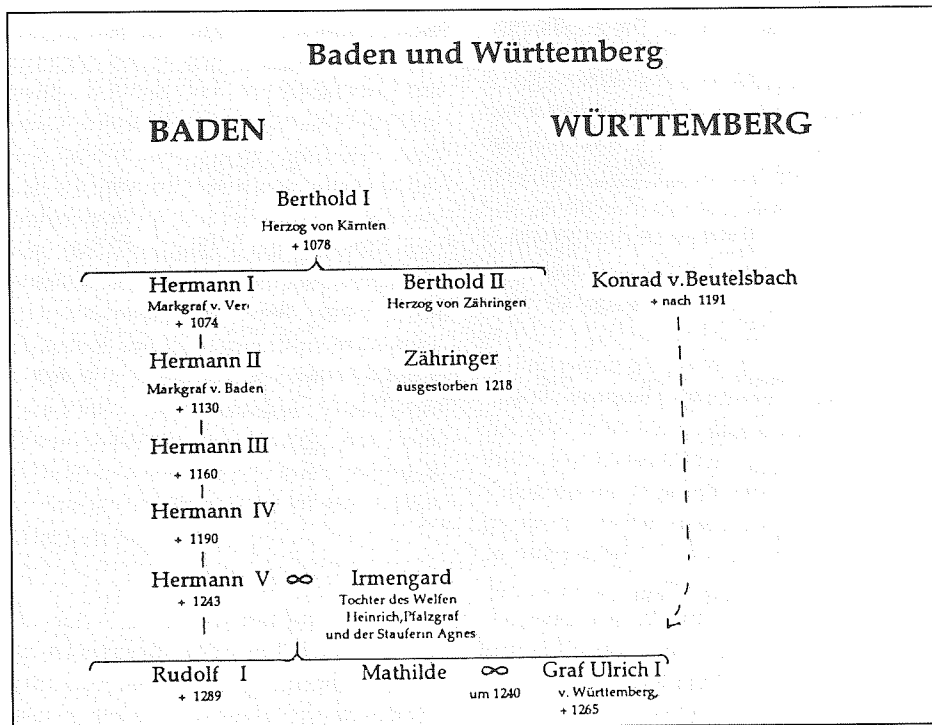 Baden und Württemberg
BADEN WÜRTTEMBERG
Berthold I
Herzog von Kärnten
+ 1078
Hermann I Berthold II Konrad v.Beutelsbach
Markgraf v. Ver Herzog von Zähringen + nach 1191
+ 1074
Hermann II Zähringer
Markgraf v. Baden ausgestorben 1218
+ 1130
Hermann III
+ 1160
Hermann IV
+ 1190
Hermann V ∞ Irmengard
+ 1243 Tochter des Welfen
Heinrich,Pfalzgraf
und der Stauferin Agnes
Rudolf I Mathilde ∞ Graf Ulrich I
+ 1289 um 1240 v. Württemberg,
+ 1265